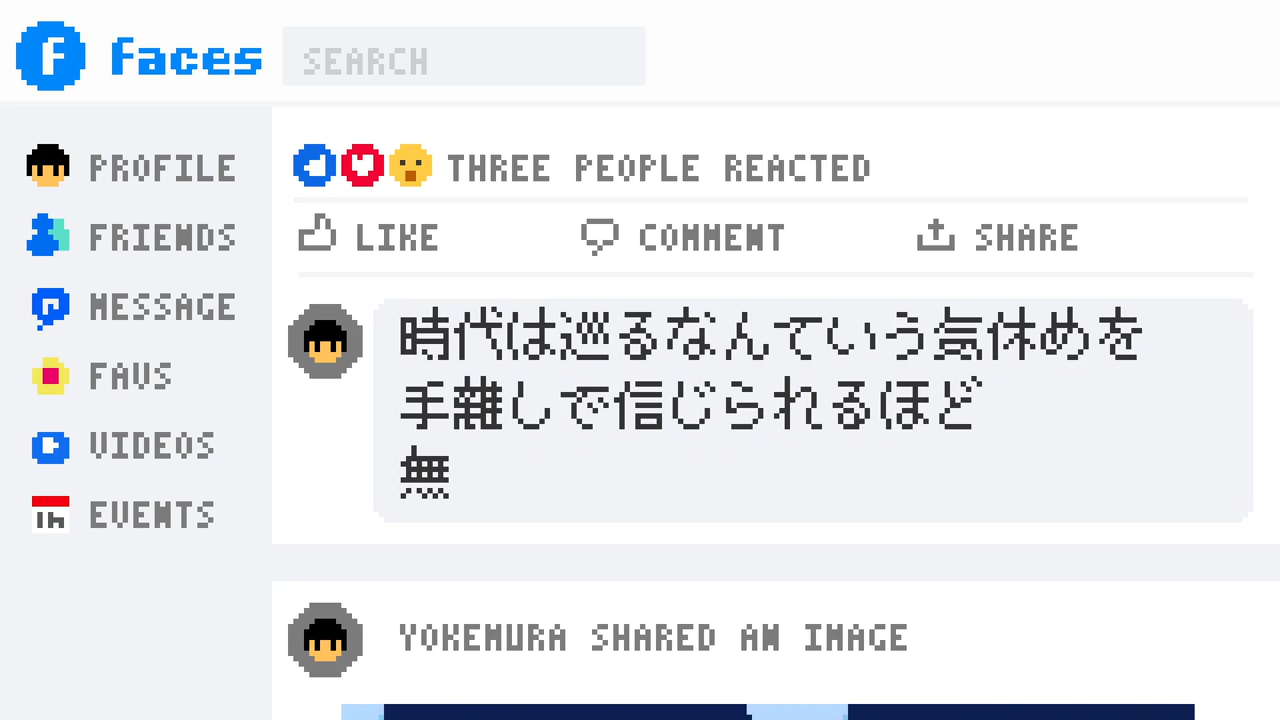 f faces
SEARCH
PROFILE
FRIENDS
MESSAGE
FAVS
VIDEOS
EVENTS
THREE PEOPLE REACTED
LIKE COMMENT SHARE
時代は巡るなんていう気休めを
手離しで信じられるほど
無
YOKEMURA SHARED AN IMAGE